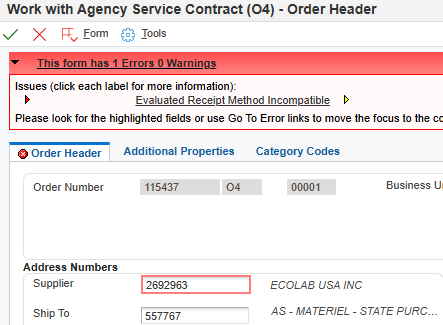 Work with Agency Service Contract (O4) - Order Header
Form Tools
This form has 1 Errors 0 Warnings
Issues (click each label for more information):
Evaluated Receipt Method Incompatible
Please look for the highlighted fields or use Go To Error links to move the focus to the co
Order Header Additional Properties Category Codes
Order Number 115437 O4 00001 Business Un
Address Numbers
Supplier 2692963 ECOLAB USA INC
Ship To 557767 AS - MATERIEL - STATE PURC...